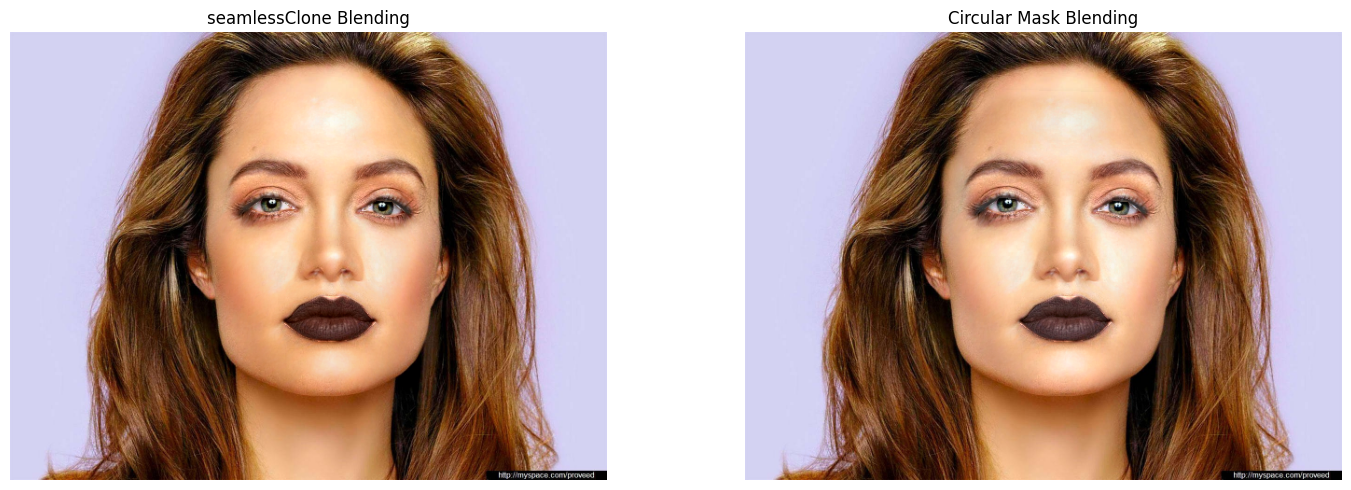 seamlessClone Blending
Circular Mask Blending
http://myspace.com/proveed
http://myspace.com/proveed